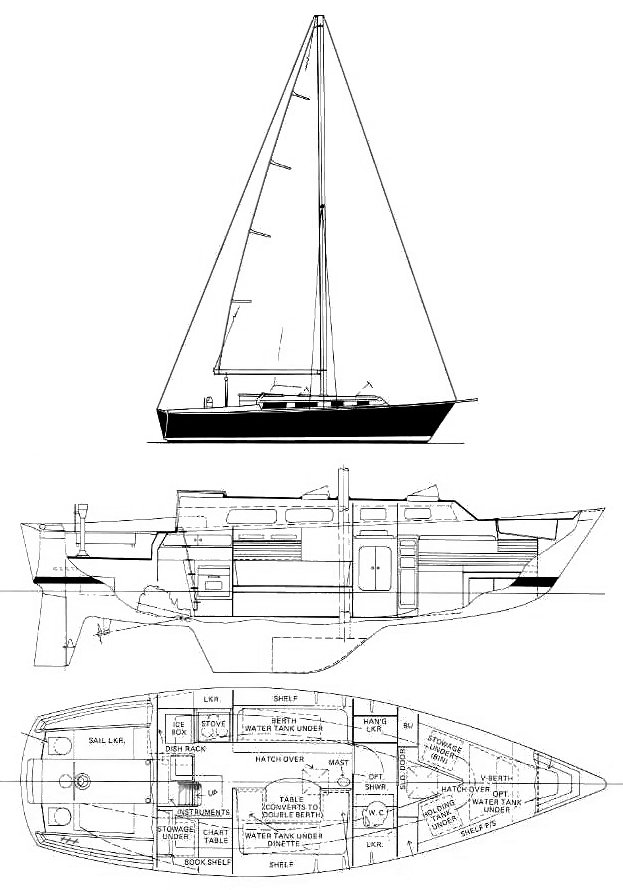 LKR.
SHELF
ICE
BOX
STOVE
BERTH
WATER TANK UNDER
HAN'G
LKR
BW
SAIL LKR.
DISH RACK
HATCH OVER
MAST
SLD. DOOR
STOWAGE
UNDER
(BIN)
V-BERTH
HATCH OVER
OPT.
WATER TANK
UNDER
OPT.
SHWR.
UP
INSTRUMENTS
TABLE
(CONVERTS TO
DOUBLE BERTH)
W.C.
HOLDING
TANK
UNDER
SHELF P/S
STOWAGE
UNDER
CHART
TABLE
WATER TANK UNDER
DINETTE
LKR.
BOOK SHELF
SHELF